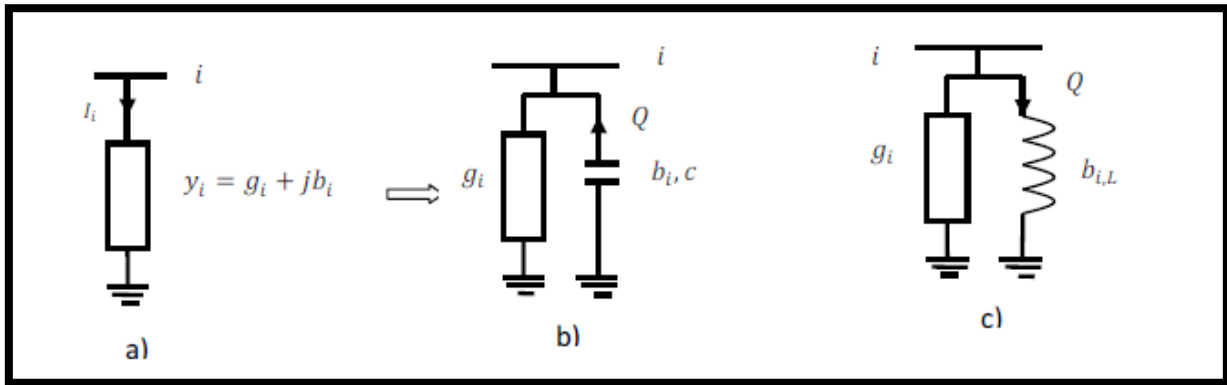 i
I_i
y_i = g_i + jb_i
a)
i
Q
g_i
b_i, c
b)
i
Q
g_i
b_{i,L}
c)